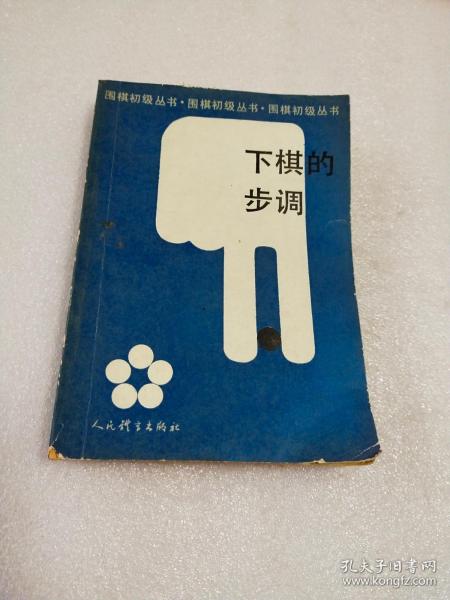 围棋初级丛书·围棋初级丛书·围棋初级丛书
下棋的
步调
人民体育出版社
孔夫子旧书网
www.kongfz.com